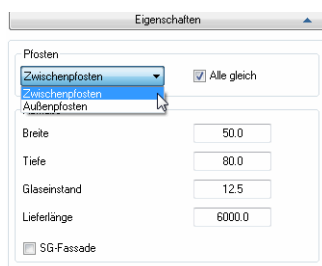 Eigenschaften
Pfosten
Zwischenpfosten
Alle gleich
Zwischenpfosten
Außenpfosten
Breite 50.0
Tiefe 80.0
Glaseinstand 12.5
Lieferlänge 6000.0
SG-Fassade